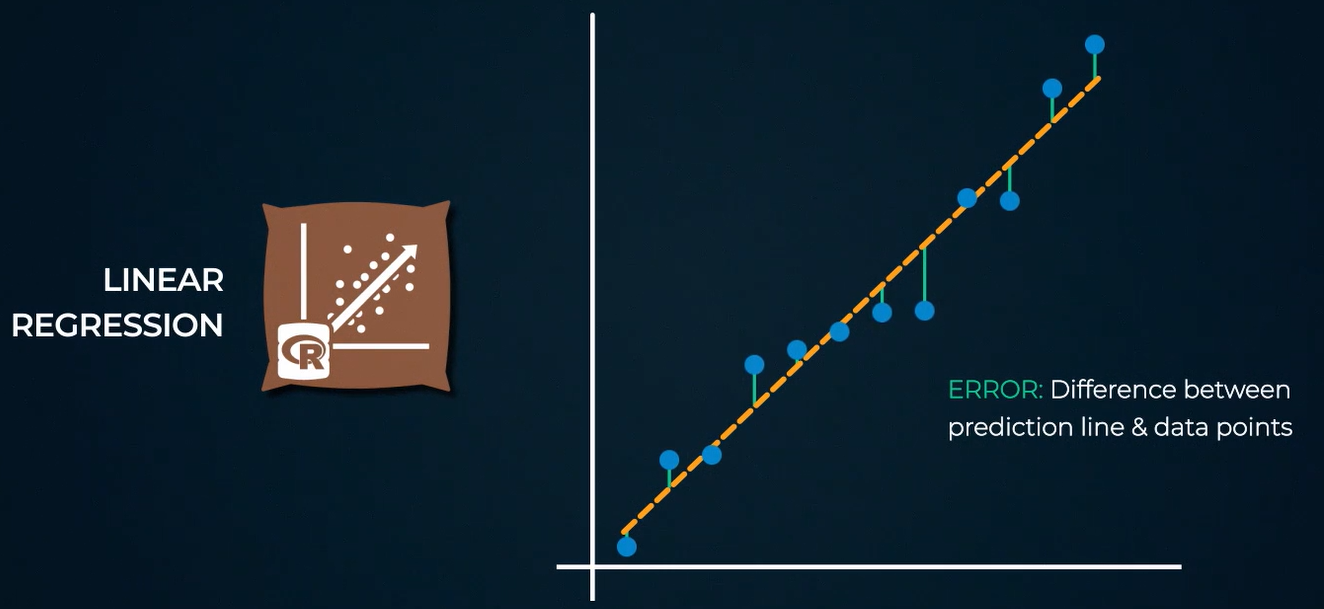 LINEAR
REGRESSION
R
ERROR: Difference between
prediction line & data points